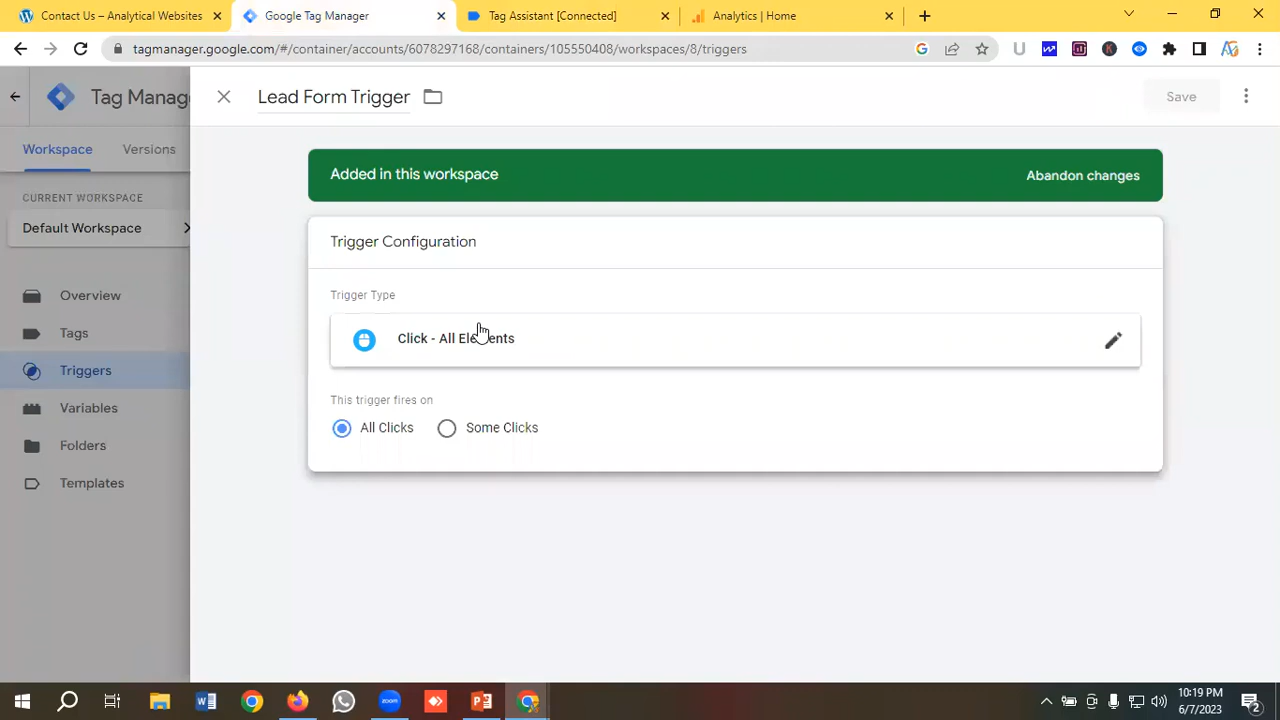 Contact Us – Analytical Websites
Google Tag Manager
Tag Assistant [Connected]
Analytics | Home
tagmanager.google.com/#/container/accounts/6078297168/containers/105550408/workspaces/8/triggers
Tag Manag
Lead Form Trigger
Save
Workspace
Versions
Added in this workspace
Abandon changes
CURRENT WORKSPACE
Default Workspace
Trigger Configuration
Overview
Trigger Type
Tags
Click - All Elements
Triggers
Variables
This trigger fires on
All Clicks
Some Clicks
Folders
Templates
10:19 PM
6/7/2023
zoom
2